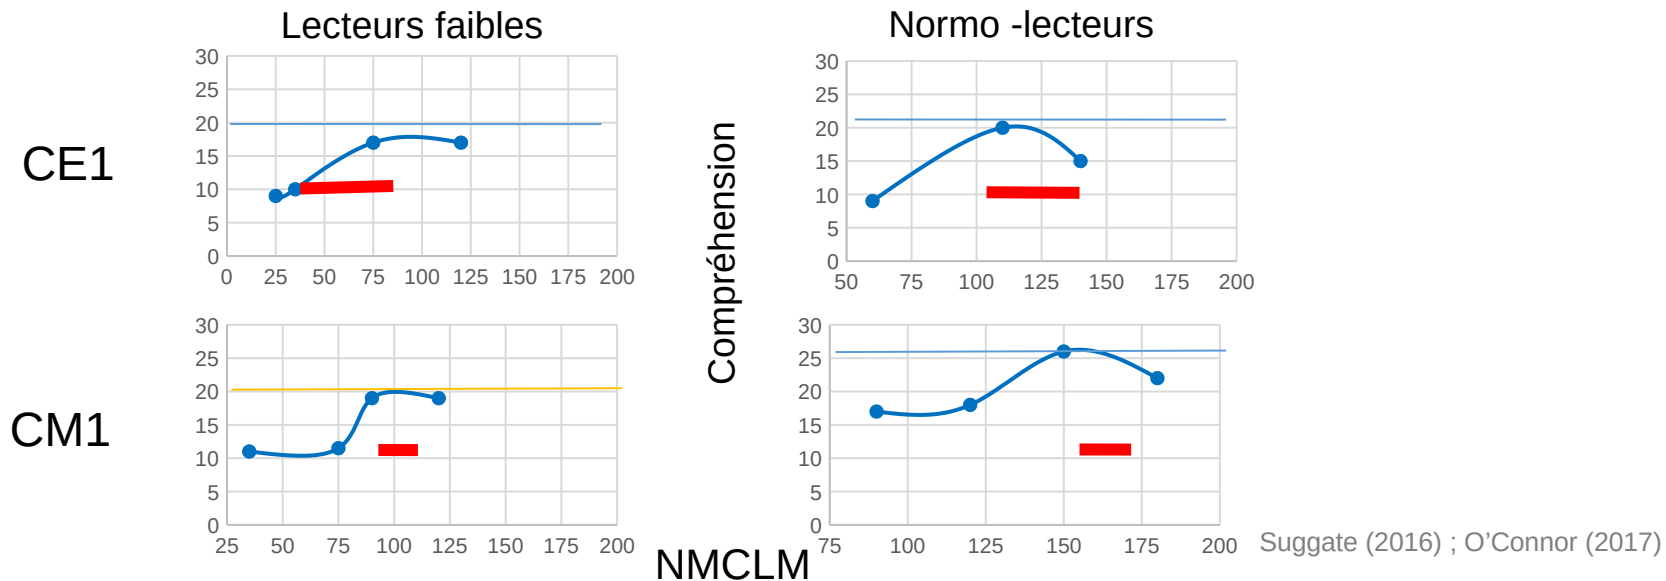 Lecteurs faibles
Normo -lecteurs
CE1
30
25
20
15
10
5
0
0 25 50 75 100 125 150 175 200
Compréhension
30
25
20
15
10
5
0
50 75 100 125 150 175 200
CM1
30
25
20
15
10
5
0
25 50 75 100 125 150 175 200
30
25
20
15
10
5
0
75 100 125 150 175 200
NMCLM
Suggate (2016) ; O’Connor (2017)